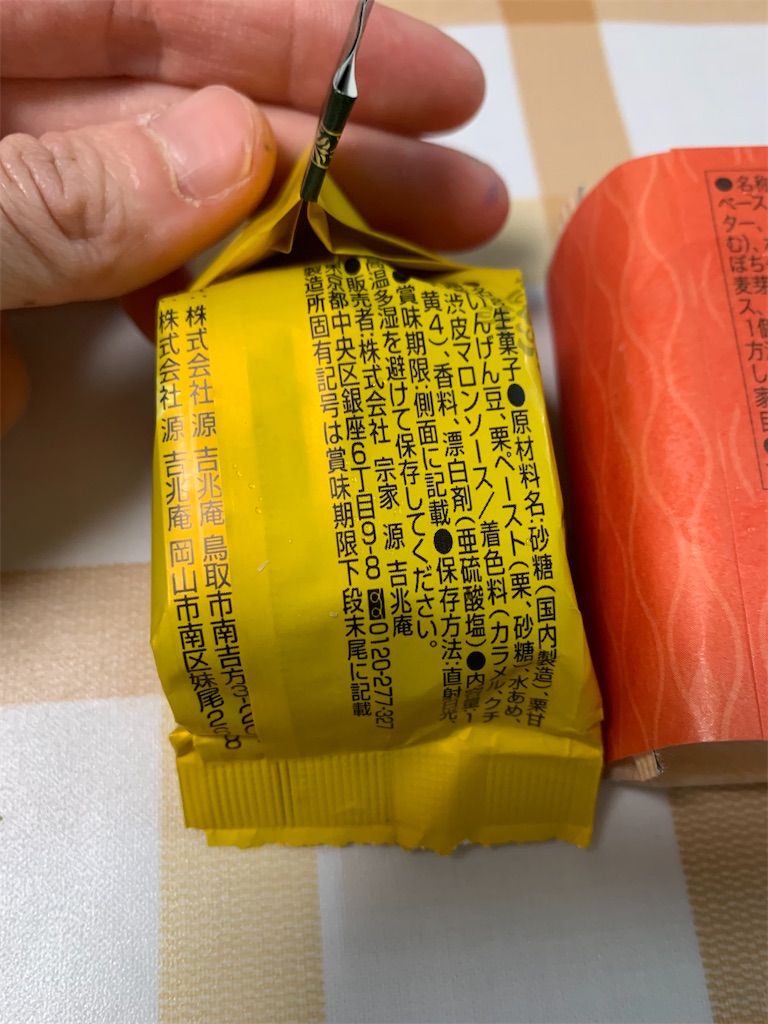 生菓子●原材料名:砂糖(国内製造)、栗甘
いんげん豆、栗ペースト(栗、砂糖)、水あめ、
渋皮マロンソース/着色料(カラメル、クチ
黄4)、香料、漂白剤(亜硫酸塩)●内容量:1
●賞味期限:側面に記載●保存方法:直射日光、
高温多湿を避けて保存してください。
●販売者:株式会社 宗家 源 吉兆庵
東京都中央区銀座6丁目9-8 0120-277-327
製造所固有記号は賞味期限下段末尾に記載
株式会社 源 吉兆庵 鳥取市南吉方3-
株式会社 源 吉兆庵 岡山市南区妹尾2
●名称
ペース
ター、
む)、
ぼち
麦芽
ス、
1個
方法
し
家